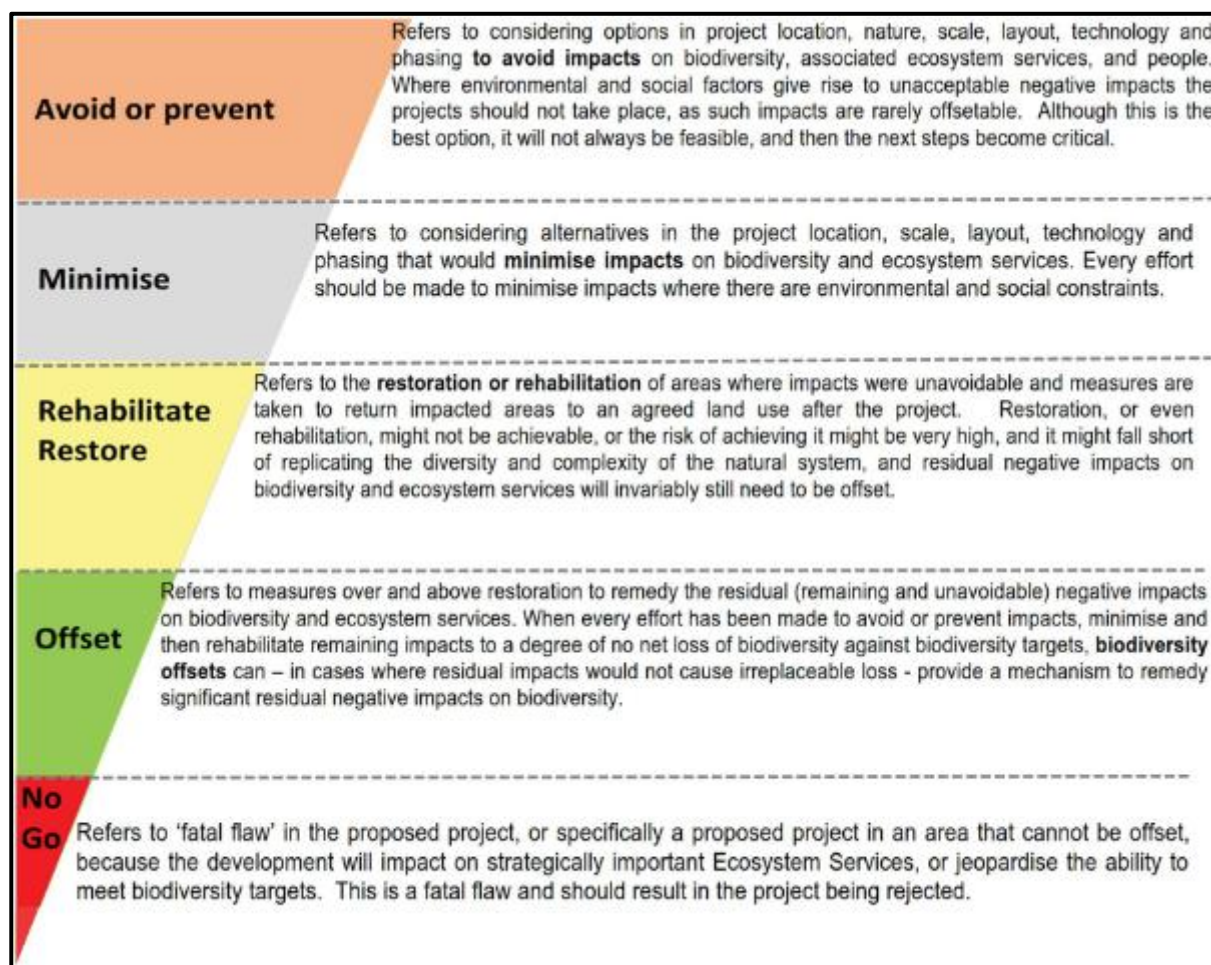 Avoid or prevent
Refers to considering options in project location, nature, scale, layout, technology and
phasing to avoid impacts on biodiversity, associated ecosystem services, and people.
Where environmental and social factors give rise to unacceptable negative impacts the
projects should not take place, as such impacts are rarely offsetable. Although this is the
best option, it will not always be feasible, and then the next steps become critical.
Minimise
Refers to considering alternatives in the project location, scale, layout, technology and
phasing that would minimise impacts on biodiversity and ecosystem services. Every effort
should be made to minimise impacts where there are environmental and social constraints.
Rehabilitate
Restore
Refers to the restoration or rehabilitation of areas where impacts were unavoidable and measures are
taken to return impacted areas to an agreed land use after the project. Restoration, or even
rehabilitation, might not be achievable, or the risk of achieving it might be very high, and it might fall short
of replicating the diversity and complexity of the natural system, and residual negative impacts on
biodiversity and ecosystem services will invariably still need to be offset.
Offset
Refers to measures over and above restoration to remedy the residual (remaining and unavoidable) negative impacts
on biodiversity and ecosystem services. When every effort has been made to avoid or prevent impacts, minimise and
then rehabilitate remaining impacts to a degree of no net loss of biodiversity against biodiversity targets, biodiversity
offsets can – in cases where residual impacts would not cause irreplaceable loss - provide a mechanism to remedy
significant residual negative impacts on biodiversity.
No
Go
Refers to ‘fatal flaw’ in the proposed project, or specifically a proposed project in an area that cannot be offset,
because the development will impact on strategically important Ecosystem Services, or jeopardise the ability to
meet biodiversity targets. This is a fatal flaw and should result in the project being rejected.